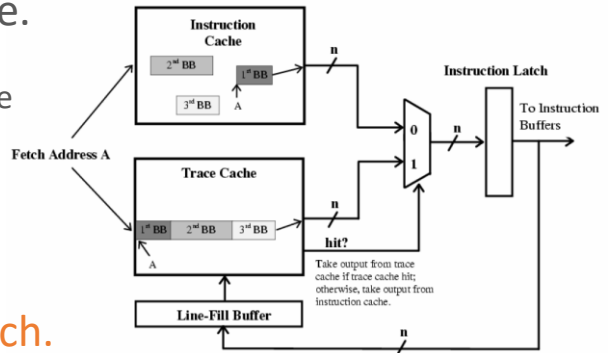 e.
e
ch.
Instruction
Cache
2nd BB
1st BB
3rd BB
A
n
Instruction Latch
To Instruction
Buffers
0
1
n
Fetch Address A
Trace Cache
1st BB
2nd BB
3rd BB
A
n
hit?
Take output from trace
cache if trace cache hit;
otherwise, take output from
instruction cache.
Line-Fill Buffer
n